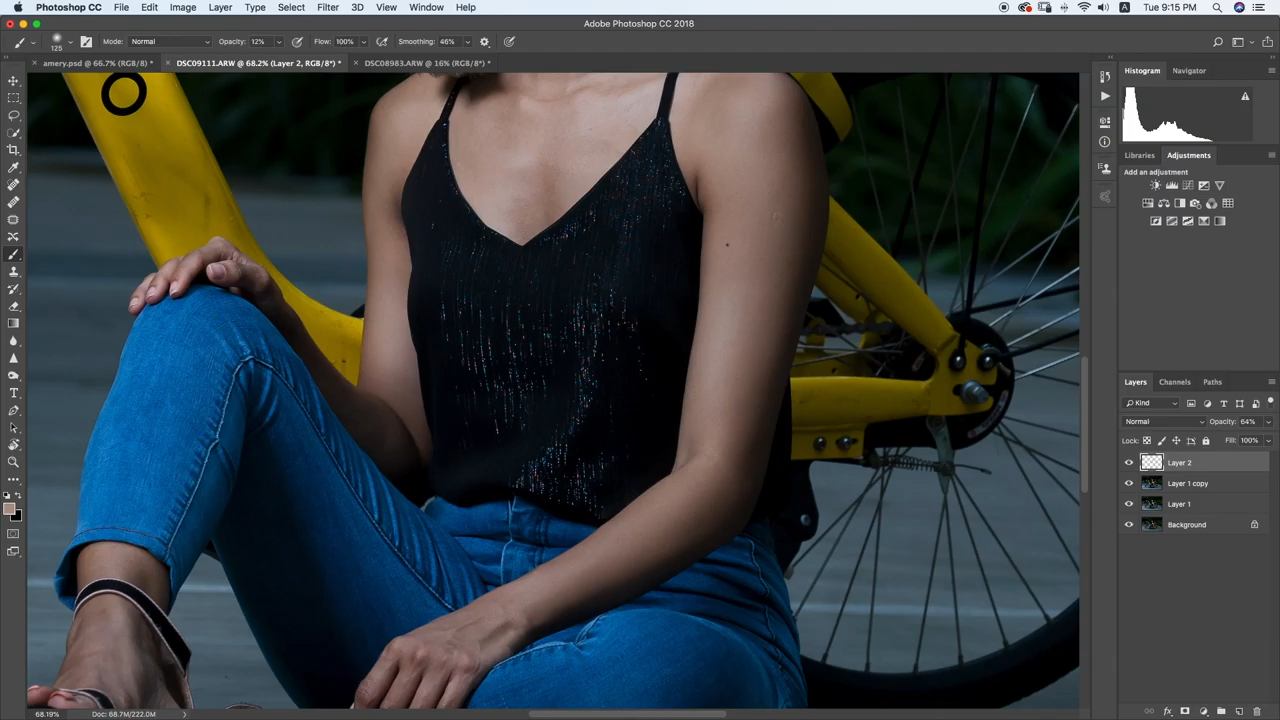 Photoshop CC File Edit Image Layer Type Select Filter 3D View Window Help Tue 9:15 PM
Adobe Photoshop CC 2018
125 Mode: Normal Opacity: 12% Flow: 100% Smoothing: 46%
× amery.psd @ 66.7% (RGB/8) * × DSC09111.ARW @ 68.2% (Layer 2, RGB/8*) * × DSC08983.ARW @ 16% (RGB/8*) *
Histogram Navigator
Libraries Adjustments
Add an adjustment
Layers Channels Paths
Kind
Normal Opacity: 64%
Lock: Fill: 100%
Layer 2
Layer 1 copy
Layer 1
Background
68.19% Doc: 68.7M/222.0M